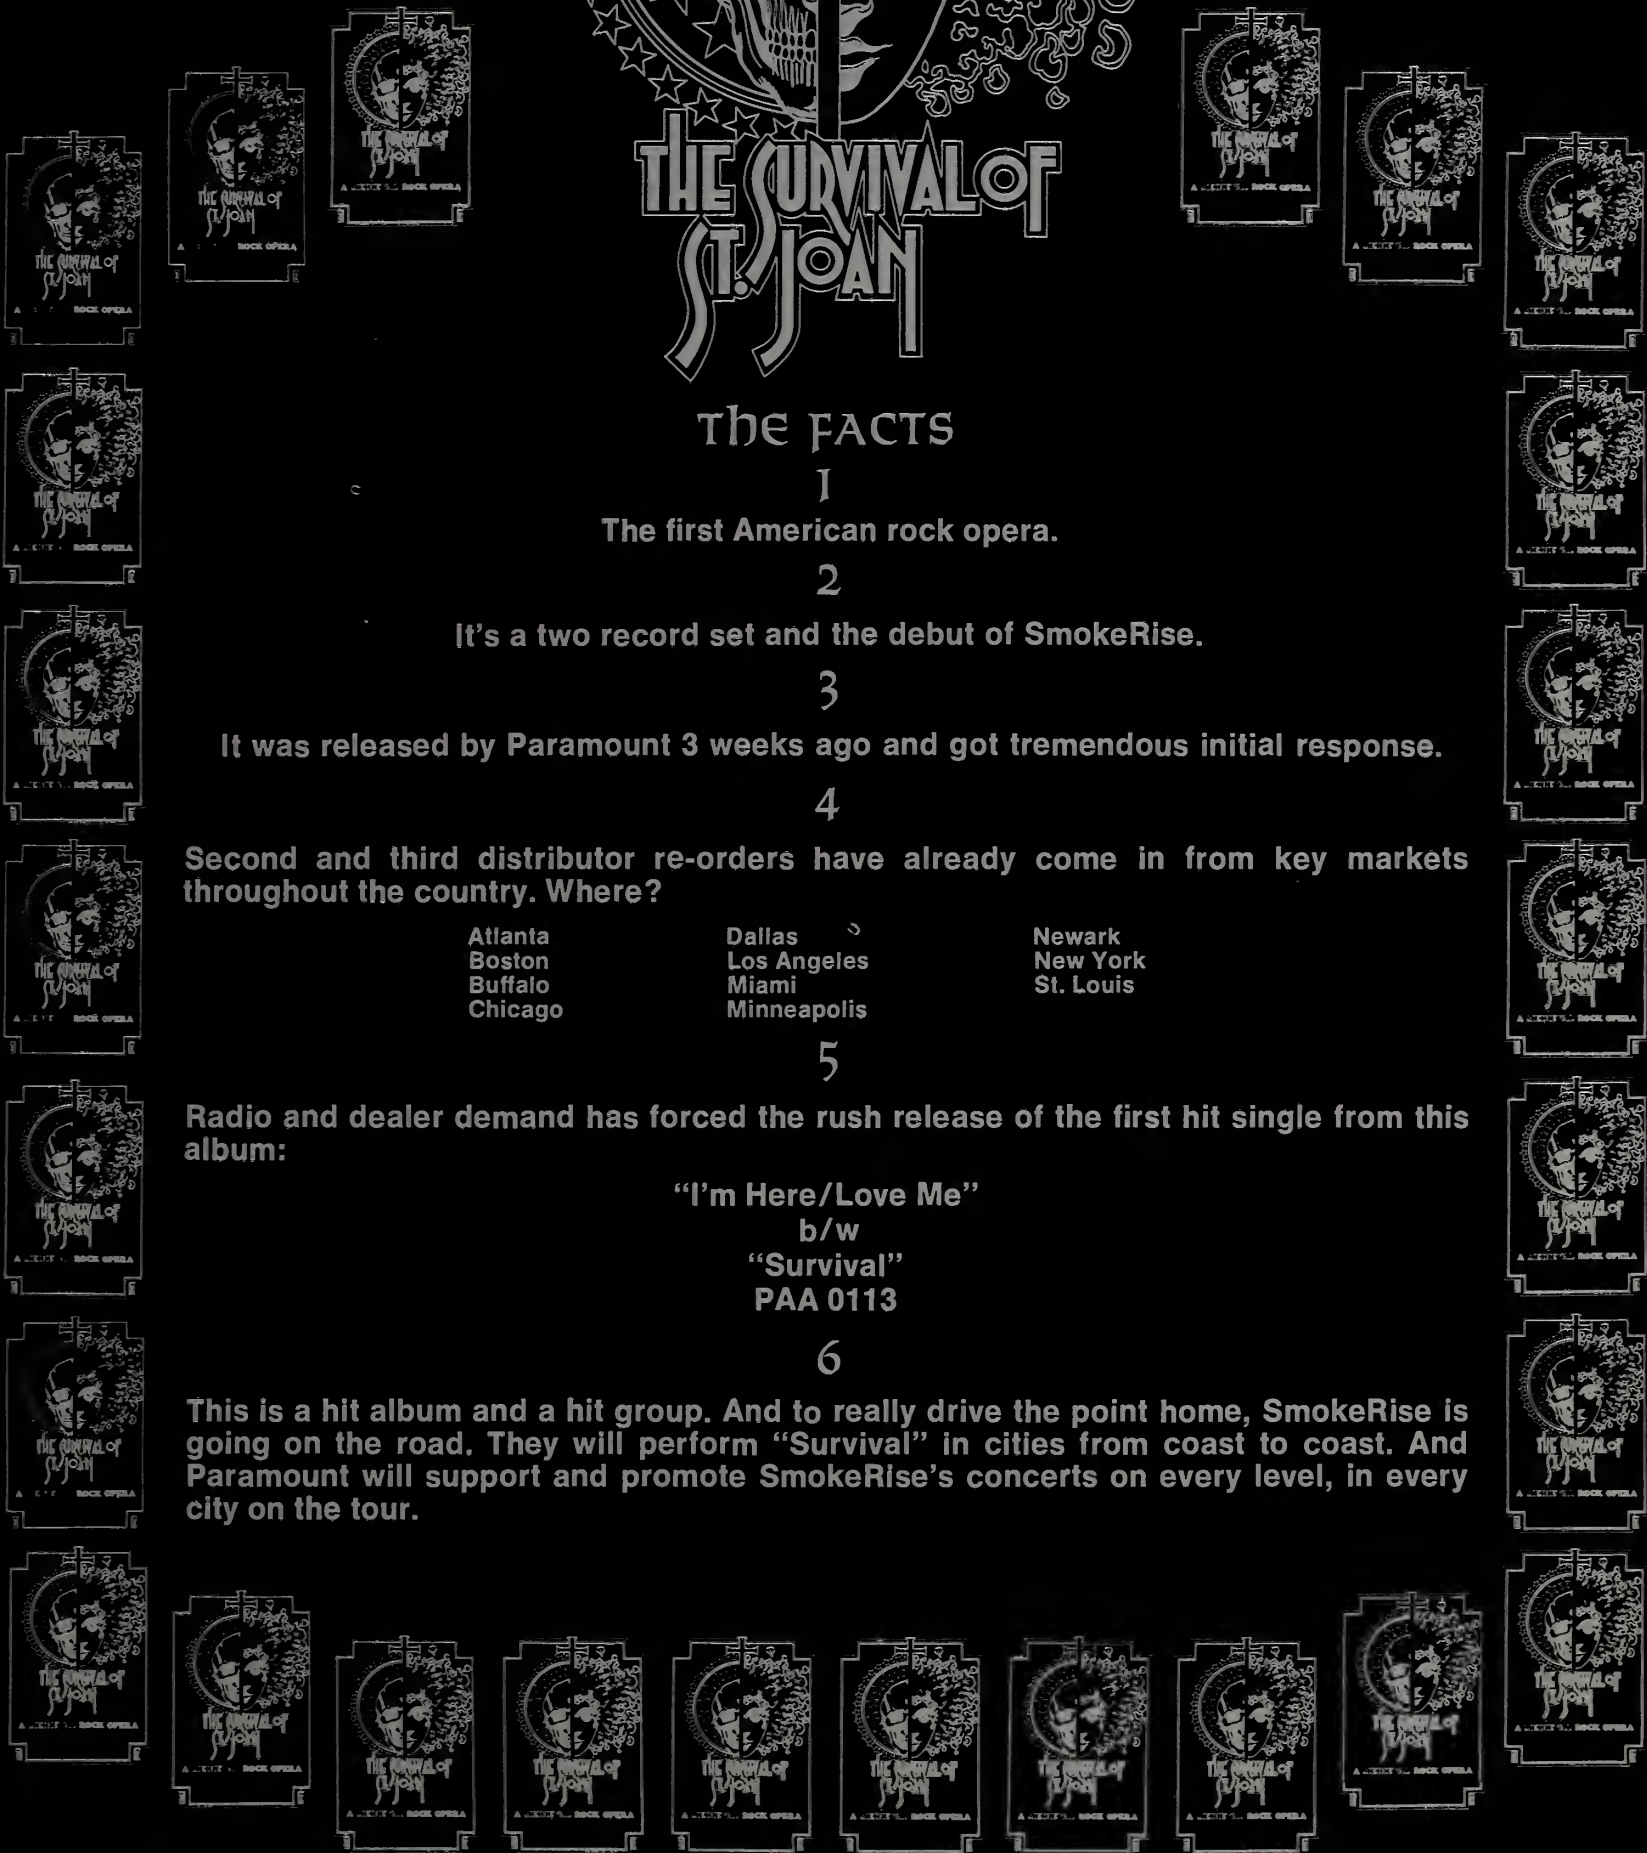 THE SURVIVAL OF
ST. JOAN
THE FACTS
1
The first American rock opera.
2
It's a two record set and the debut of SmokeRise.
3
It was released by Paramount 3 weeks ago and got tremendous initial response.
4
Second and third distributor re-orders have already come in from key markets
throughout the country. Where?
Atlanta
Boston
Buffalo
Chicago
Dallas
Los Angeles
Miami
Minneapolis
Newark
New York
St. Louis
5
Radio and dealer demand has forced the rush release of the first hit single from this
album:
“I'm Here/Love Me”
b/w
“Survival”
PAA 0113
6
This is a hit album and a hit group. And to really drive the point home, SmokeRise is
going on the road. They will perform “Survival” in cities from coast to coast. And
Paramount will support and promote SmokeRise's concerts on every level, in every
city on the tour.